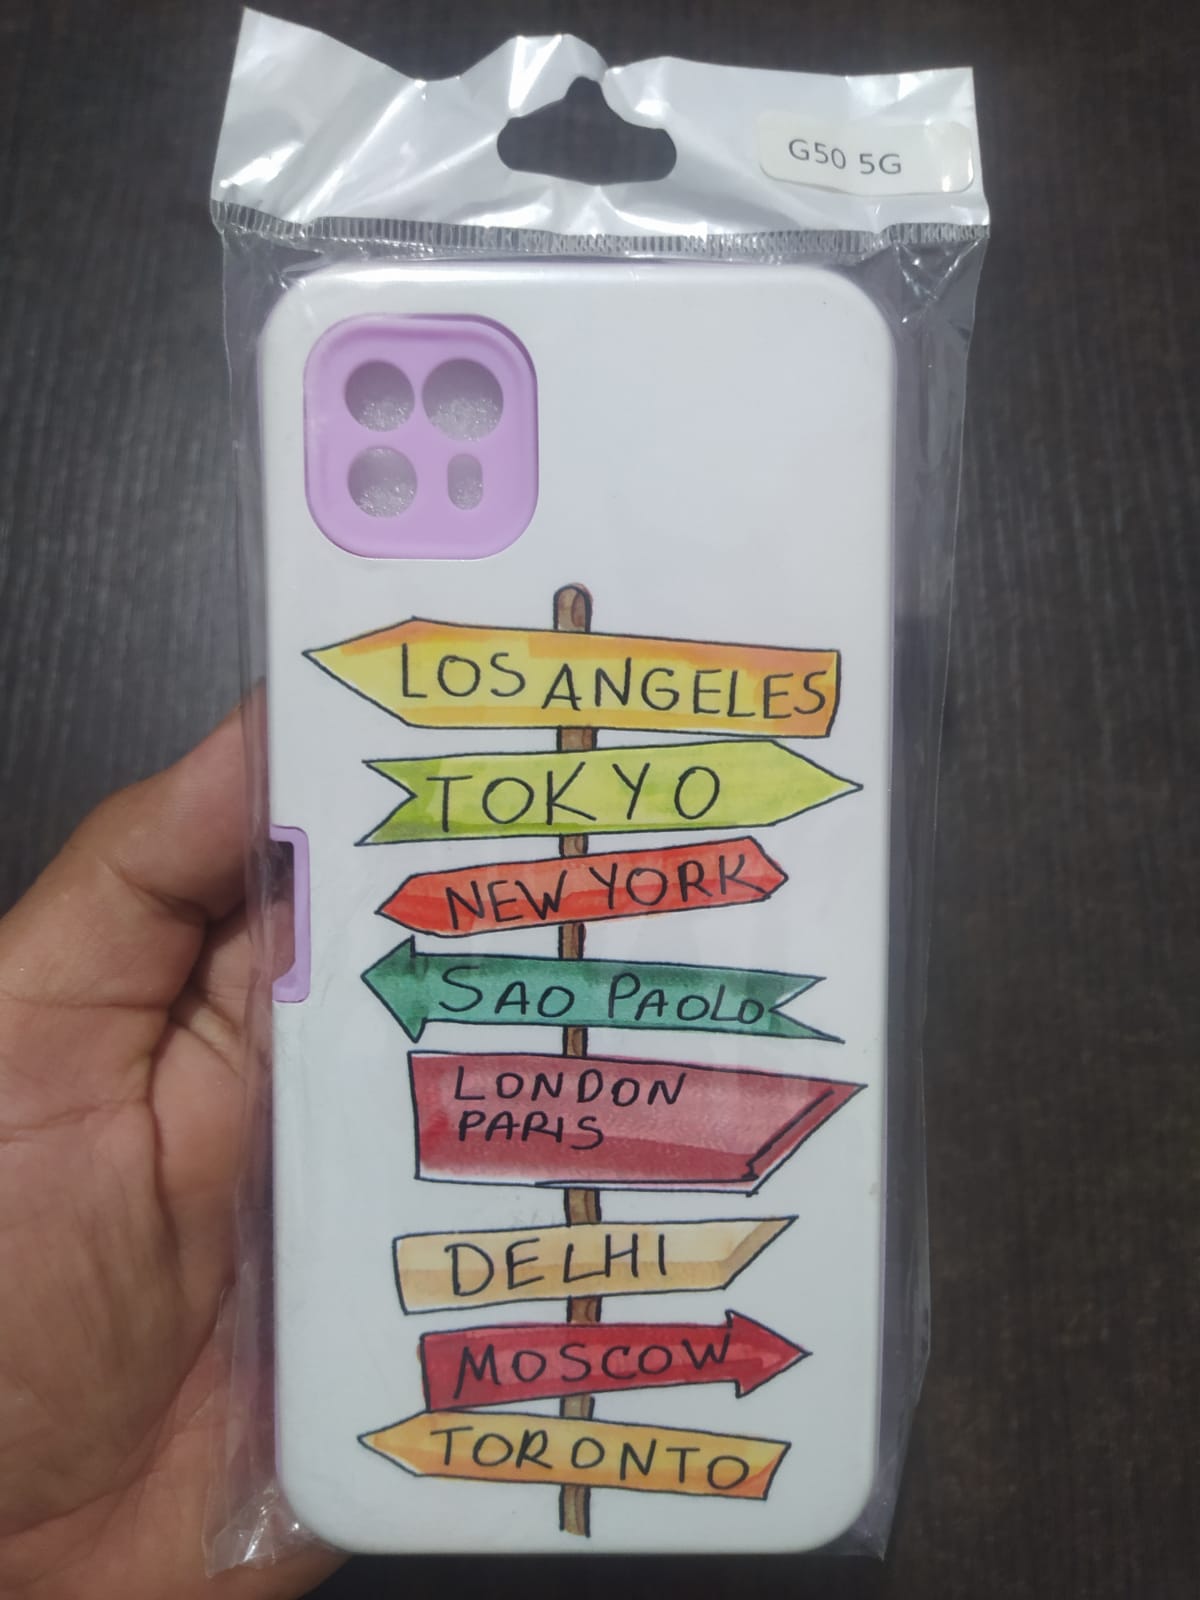 G50 5G
LOS ANGELES
TOKYO
NEW YORK
SAO PAOLO
LONDON
PARIS
DELHI
MOSCOW
TORONTO